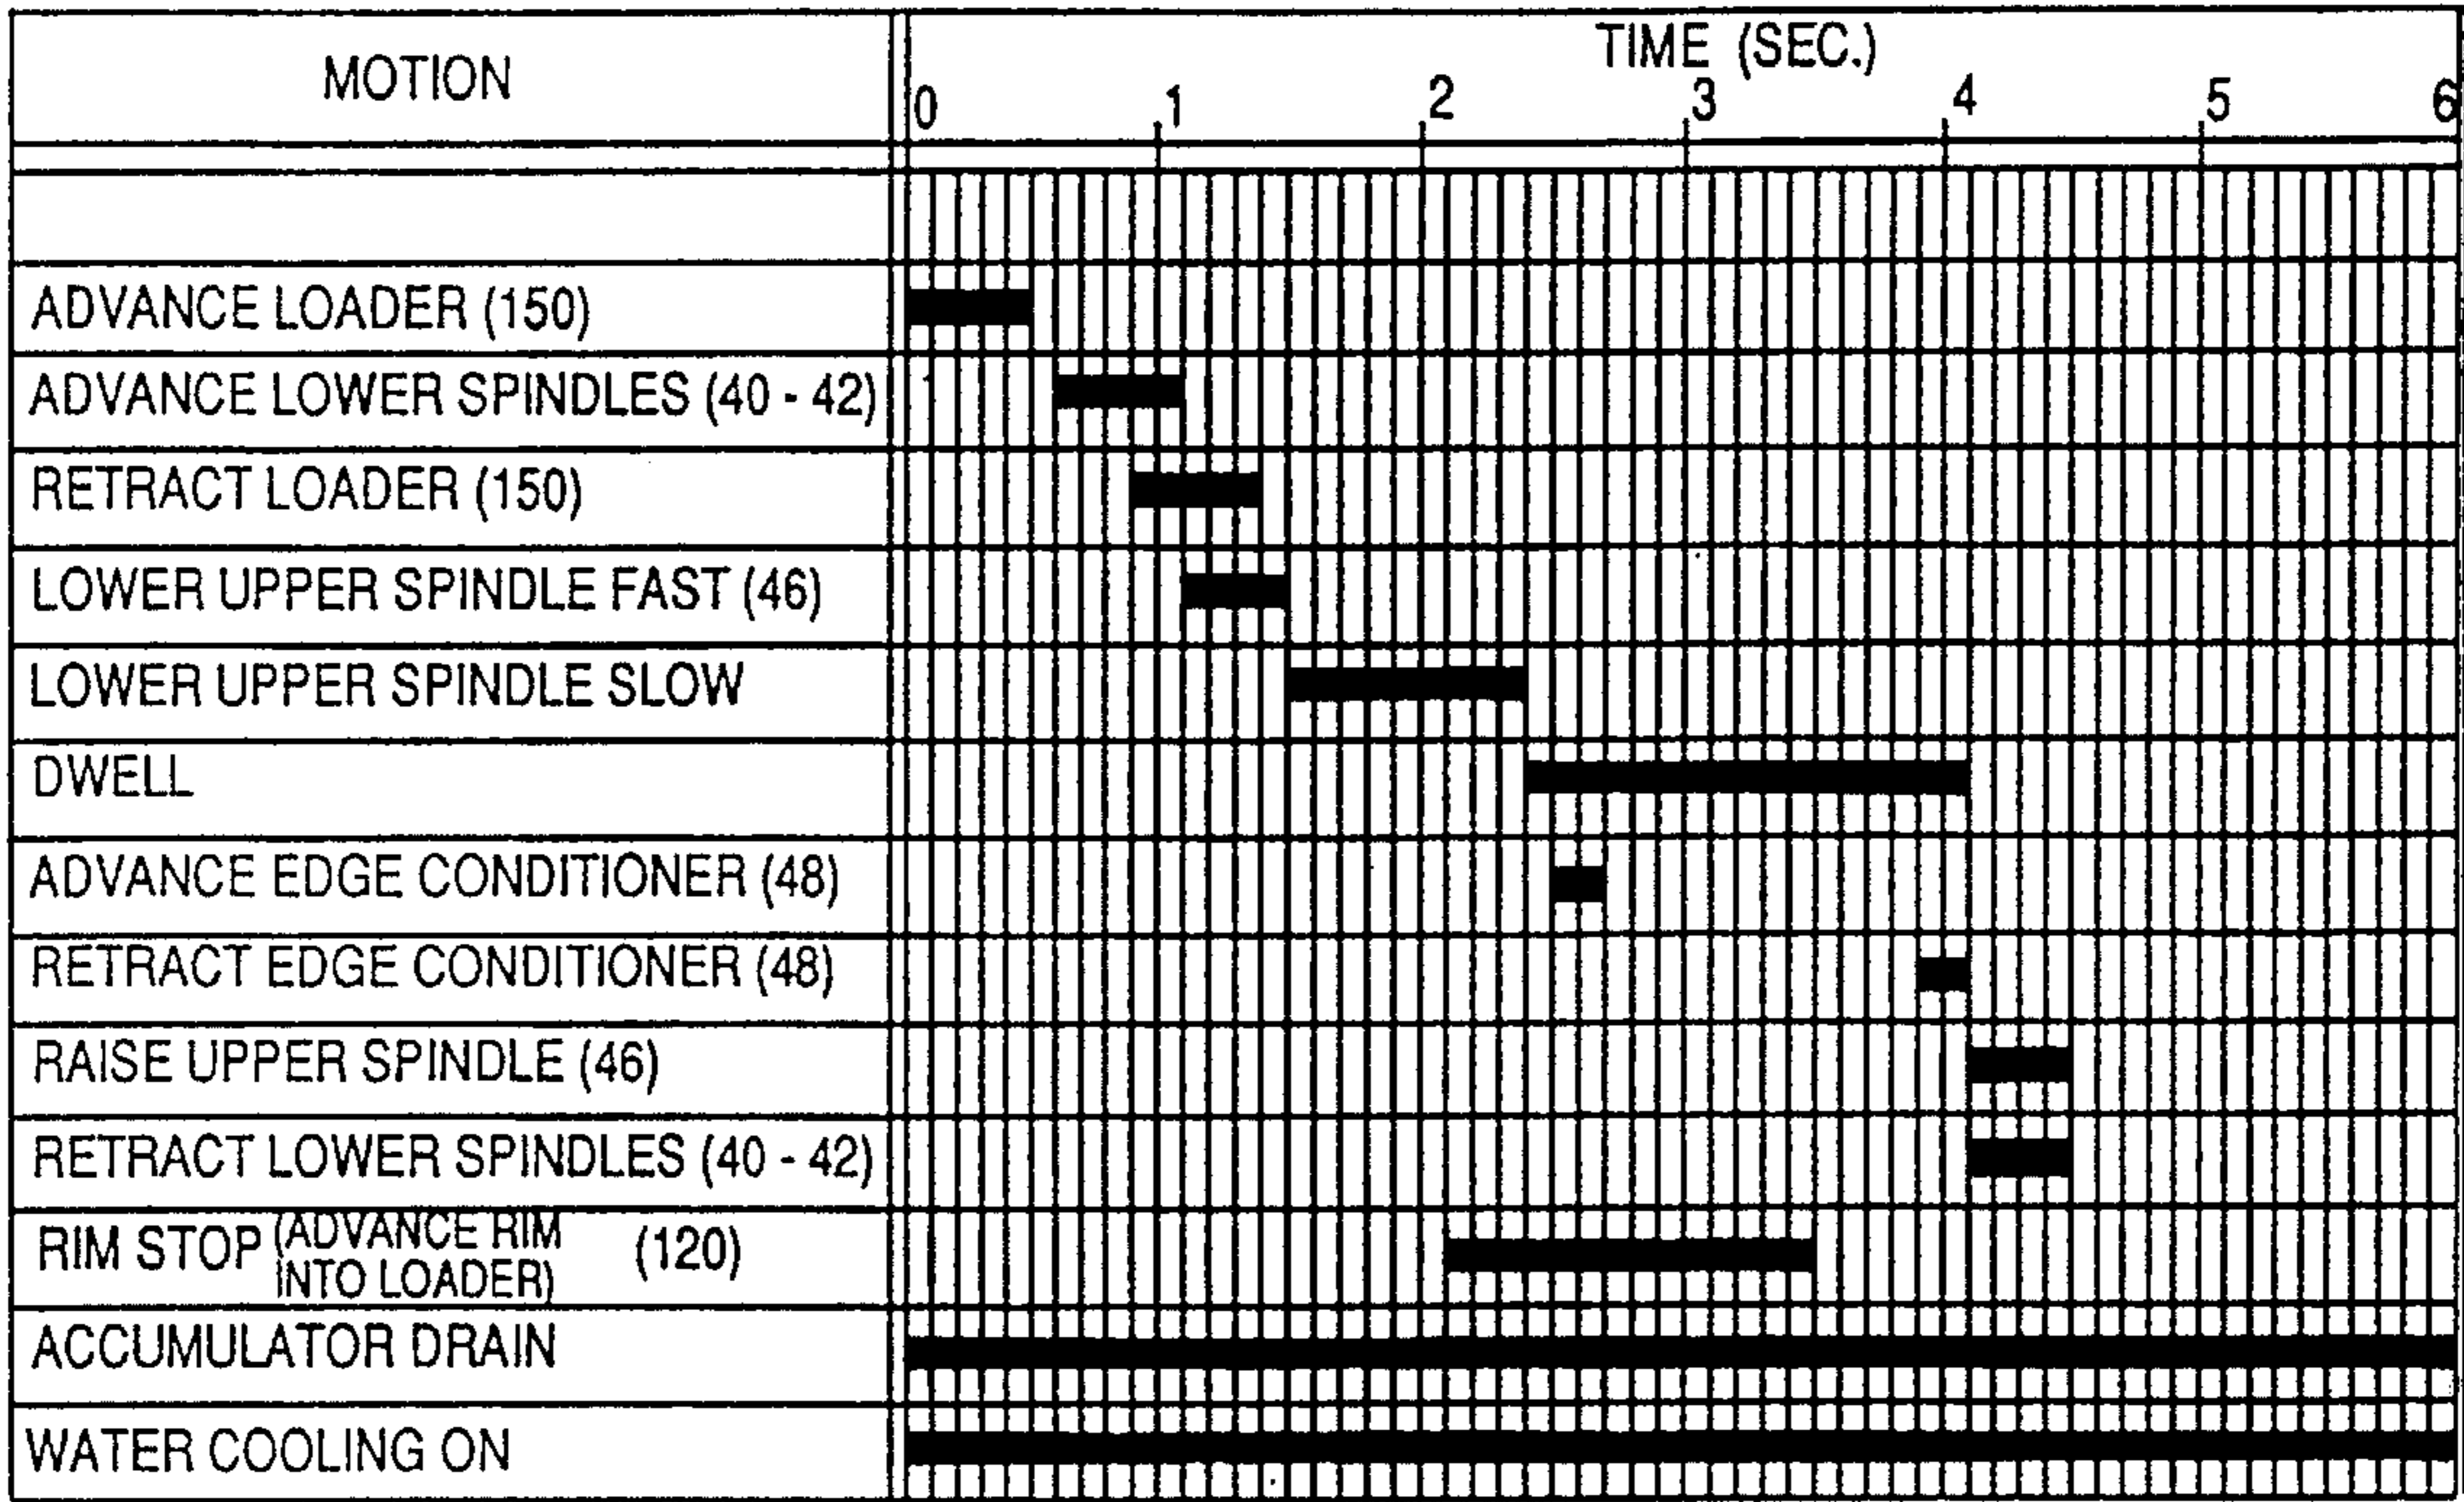 MOTION
TIME (SEC.)
0 1 2 3 4 5 6
ADVANCE LOADER (150)
ADVANCE LOWER SPINDLES (40 - 42)
RETRACT LOADER (150)
LOWER UPPER SPINDLE FAST (46)
LOWER UPPER SPINDLE SLOW
DWELL
ADVANCE EDGE CONDITIONER (48)
RETRACT EDGE CONDITIONER (48)
RAISE UPPER SPINDLE (46)
RETRACT LOWER SPINDLES (40 - 42)
RIM STOP (ADVANCE RIM INTO LOADER) (120)
ACCUMULATOR DRAIN
WATER COOLING ON